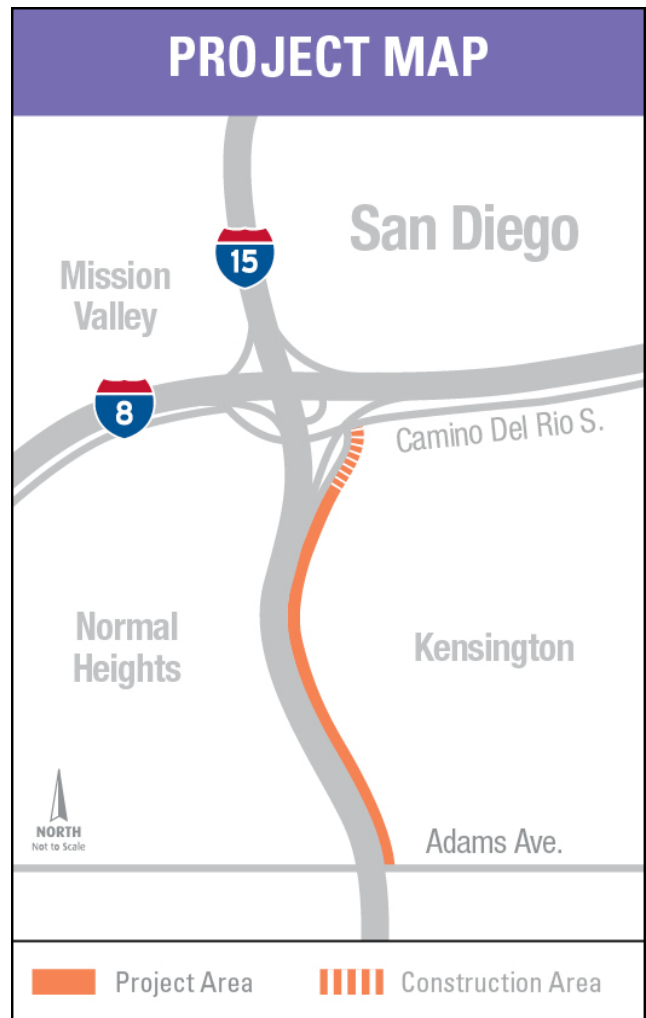 PROJECT MAP
San Diego
15
Mission
Valley
8
Camino Del Rio S.
Normal
Heights
Kensington
NORTH
Not to Scale
Adams Ave.
Project Area
Construction Area